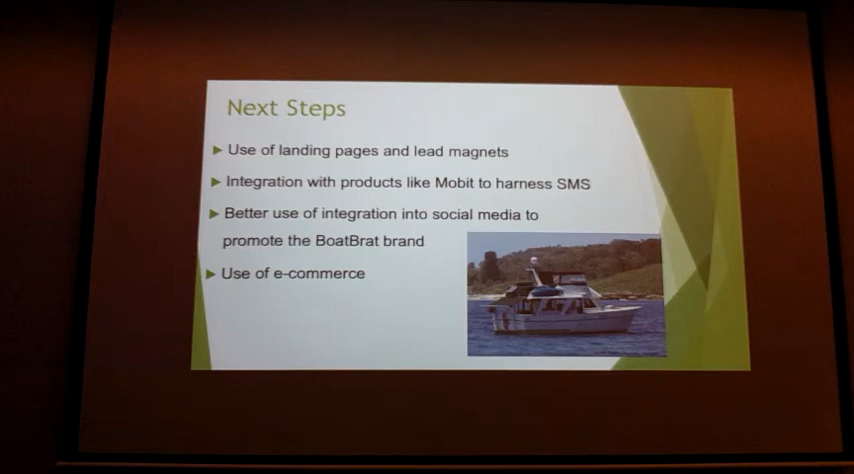 Next Steps
Use of landing pages and lead magnets
Integration with products like Mobit to harness SMS
Better use of integration into social media to
promote the BoatBrat brand
Use of e-commerce